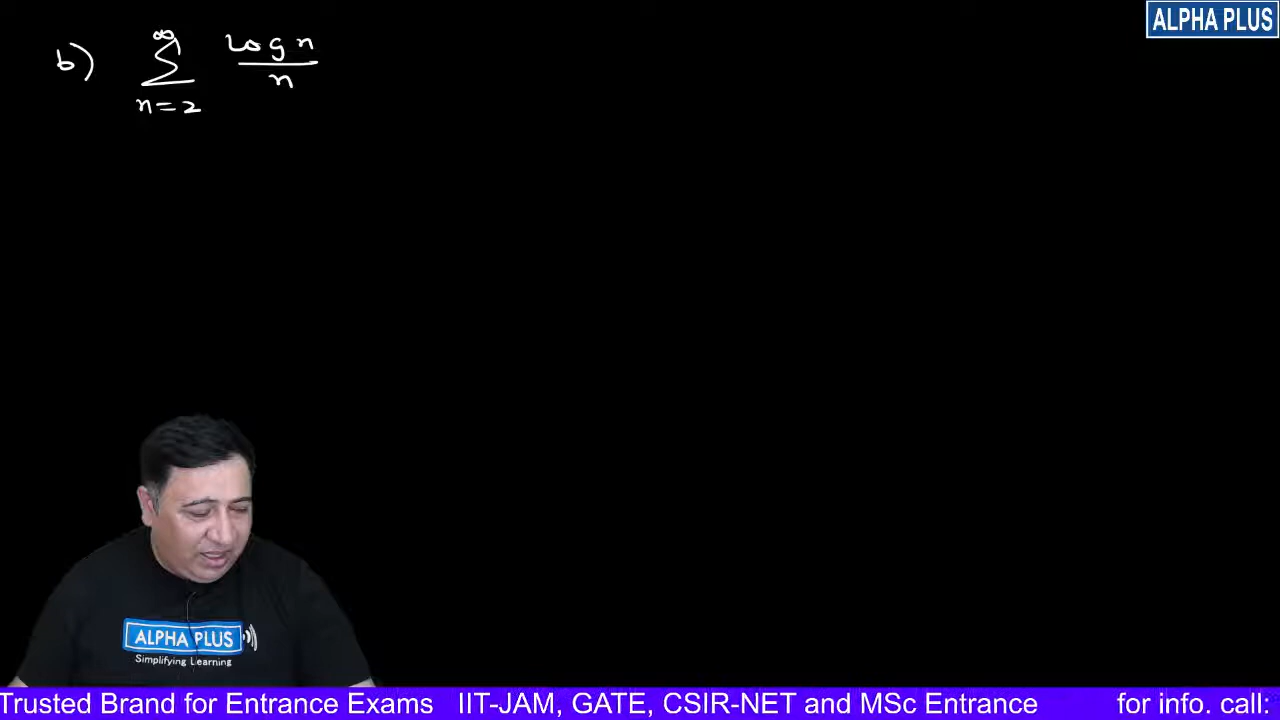 ALPHA PLUS
b) ∞ ∑ n=2 log n / n
ALPHA PLUS
Simplifying Learning
Trusted Brand for Entrance Exams IIT-JAM, GATE, CSIR-NET and MSc Entrance for info. call: